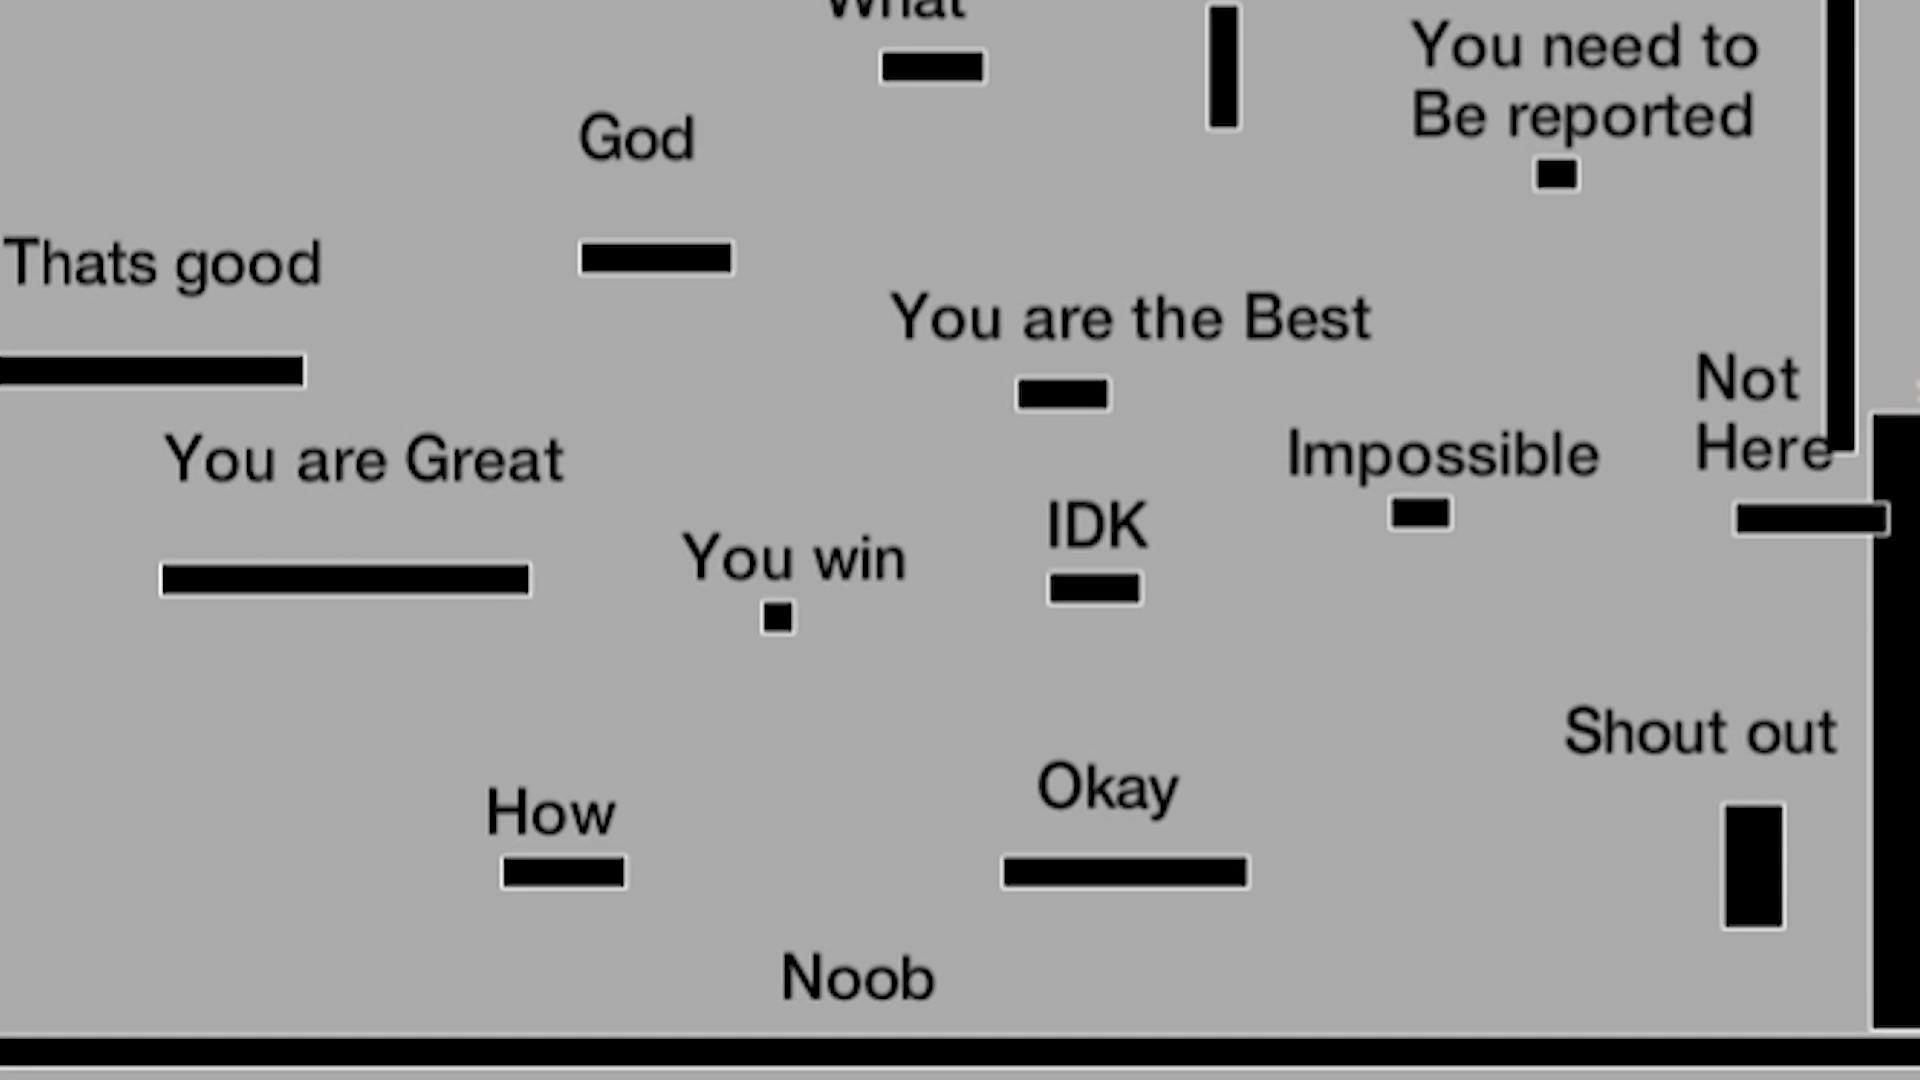 What
You need to
Be reported
God
Thats good
You are the Best
Not
Here
Impossible
You are Great
IDK
You win
Shout out
Okay
How
Noob